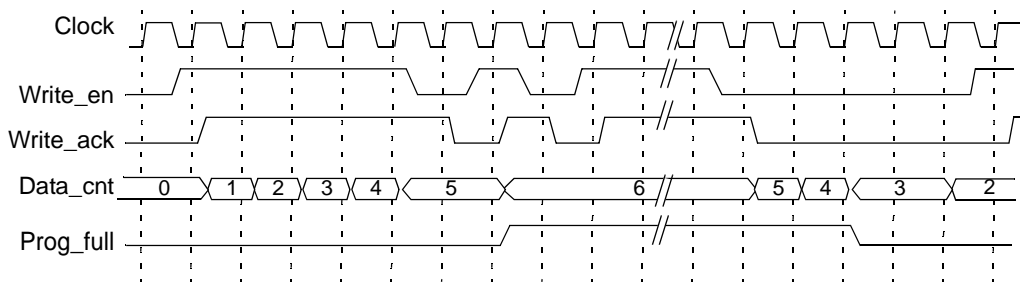 Clock
Write_en
Write_ack
Data_cnt 0 1 2 3 4 5 6 5 4 3 2
Prog_full